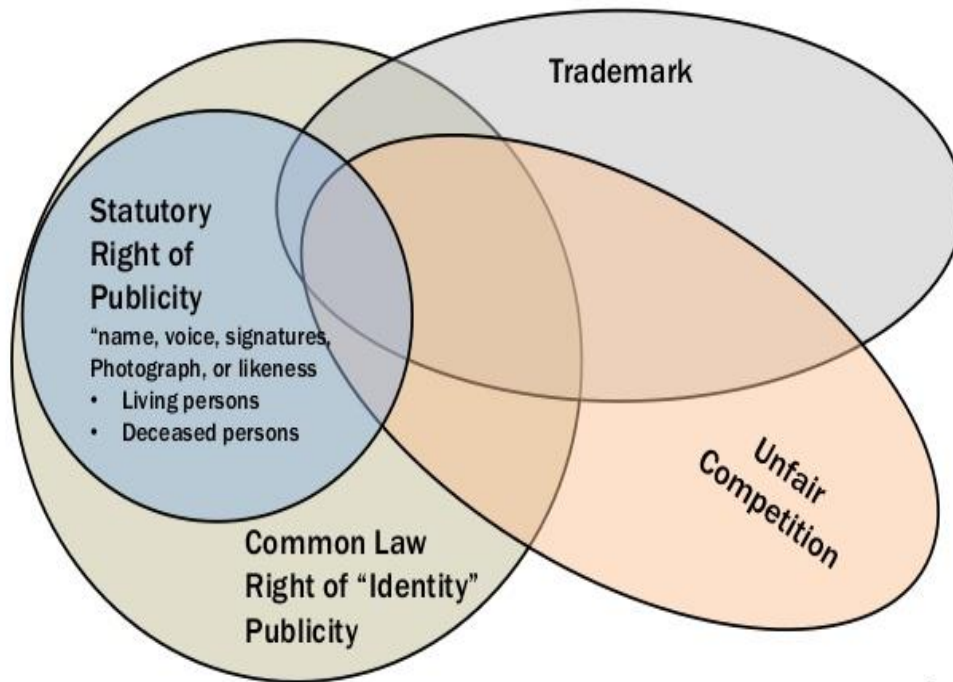 Trademark
Statutory
Right of
Publicity
“name, voice, signatures,
Photograph, or likeness
• Living persons
• Deceased persons
Unfair
Competition
Common Law
Right of “Identity”
Publicity